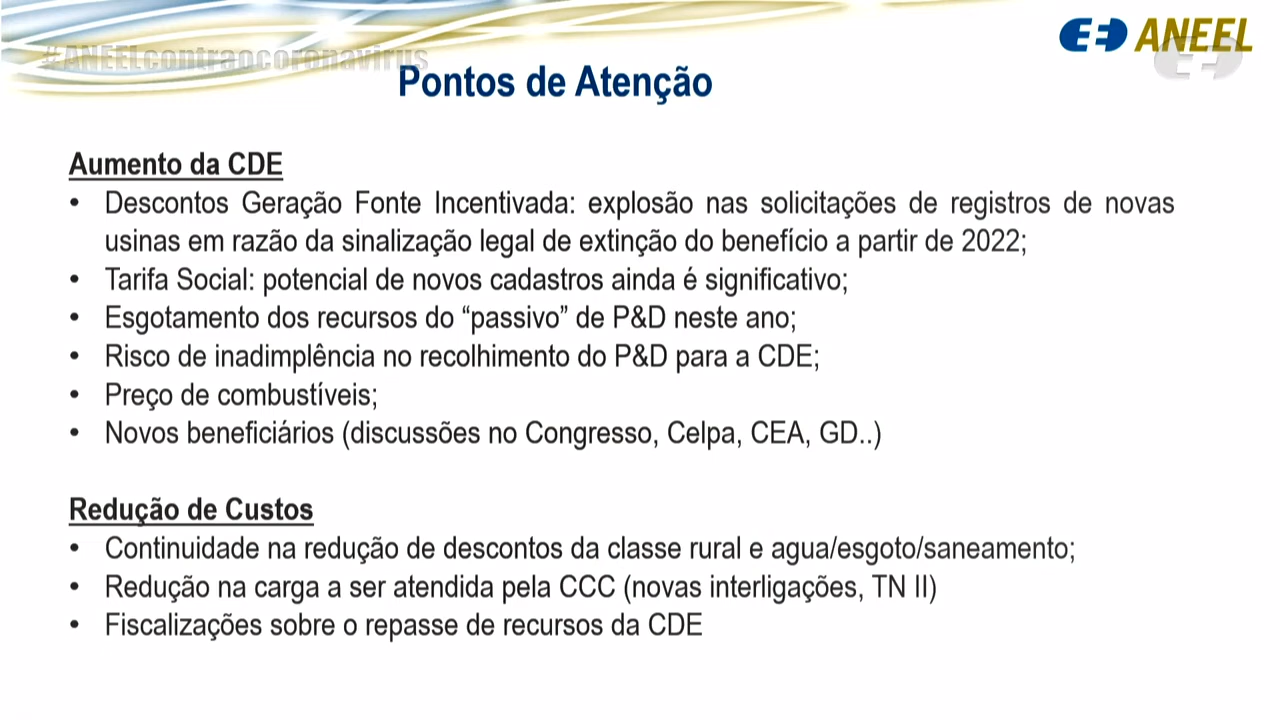 ANEEL
#ANEELcontraocoronavirus
Pontos de Atenção
Aumento da CDE
• Descontos Geração Fonte Incentivada: explosão nas solicitações de registros de novas
usinas em razão da sinalização legal de extinção do benefício a partir de 2022;
• Tarifa Social: potencial de novos cadastros ainda é significativo;
• Esgotamento dos recursos do “passivo” de P&D neste ano;
• Risco de inadimplência no recolhimento do P&D para a CDE;
• Preço de combustíveis;
• Novos beneficiários (discussões no Congresso, Celpa, CEA, GD..)
Redução de Custos
• Continuidade na redução de descontos da classe rural e agua/esgoto/saneamento;
• Redução na carga a ser atendida pela CCC (novas interligações, TN II)
• Fiscalizações sobre o repasse de recursos da CDE